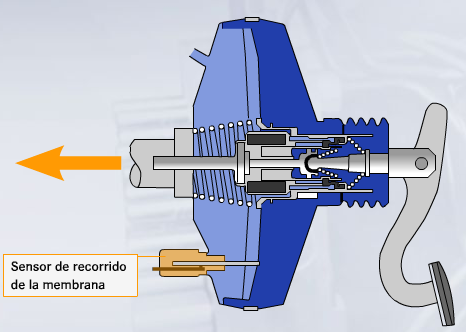 Sensor de recorrido
de la membrana